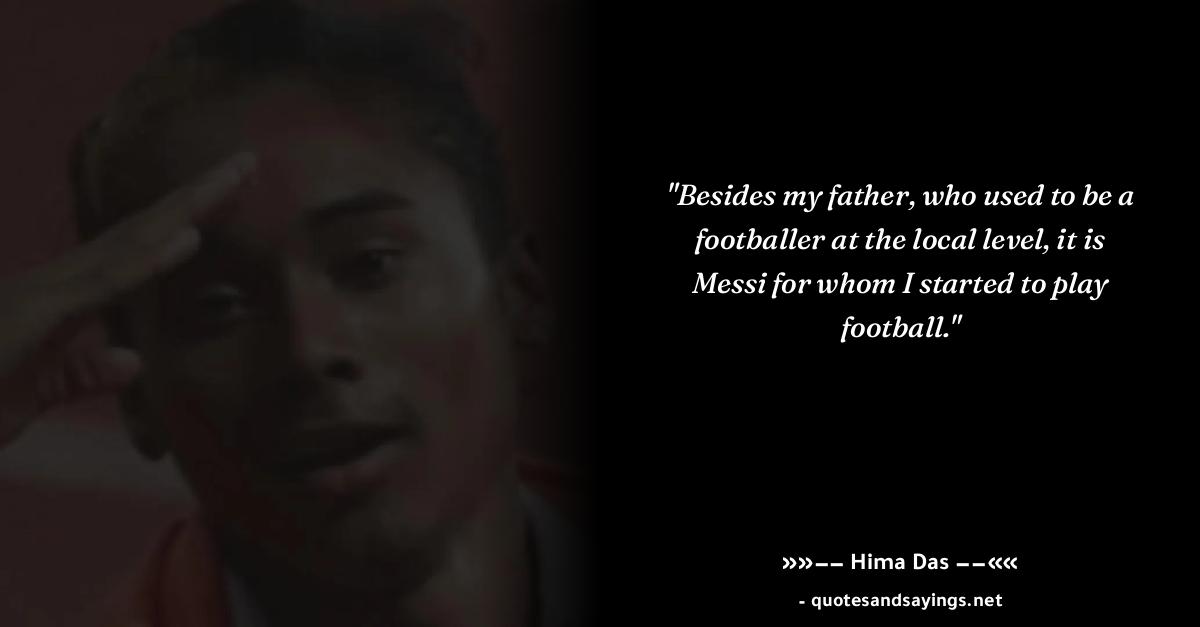 "Besides my father, who used to be a
footballer at the local level, it is
Messi for whom I started to play
football."
»»−− Hima Das −−««
- quotesandsayings.net